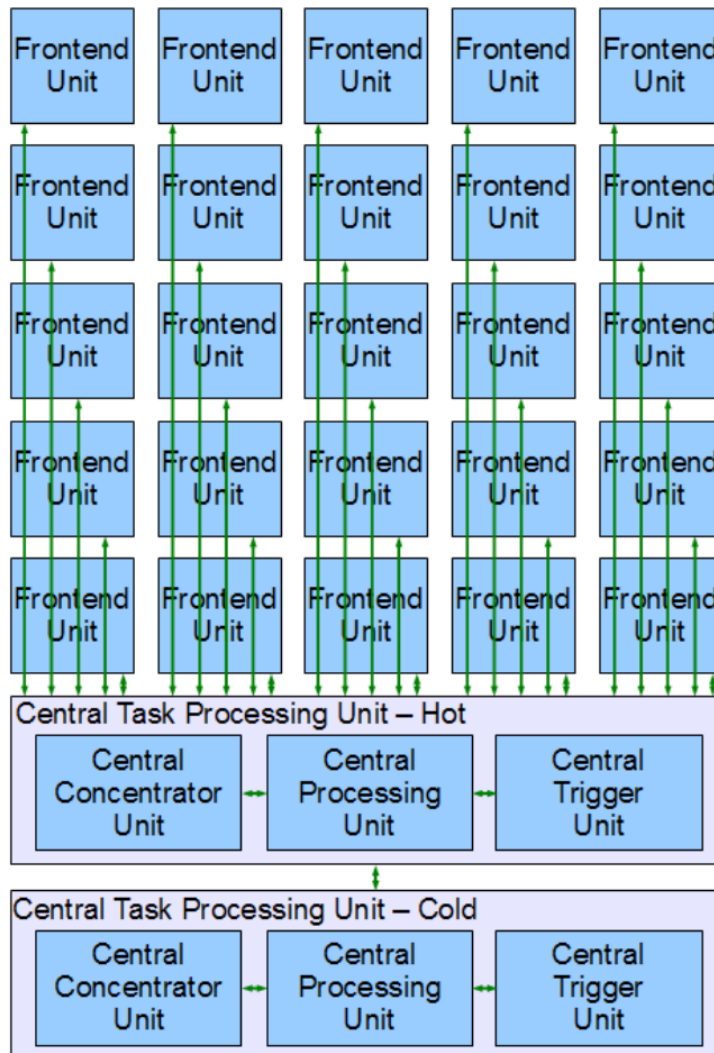 Frontend Frontend Frontend Frontend Frontend
Unit Unit Unit Unit Unit
Frontend Frontend Frontend Frontend Frontend
Unit Unit Unit Unit Unit
Frontend Frontend Frontend Frontend Frontend
Unit Unit Unit Unit Unit
Frontend Frontend Frontend Frontend Frontend
Unit Unit Unit Unit Unit
Frontend Frontend Frontend Frontend Frontend
Unit Unit Unit Unit Unit
Central Task Processing Unit – Hot
Central Central Central
Concentrator Processing Trigger
Unit Unit Unit
Central Task Processing Unit – Cold
Central Central Central
Concentrator Processing Trigger
Unit Unit Unit